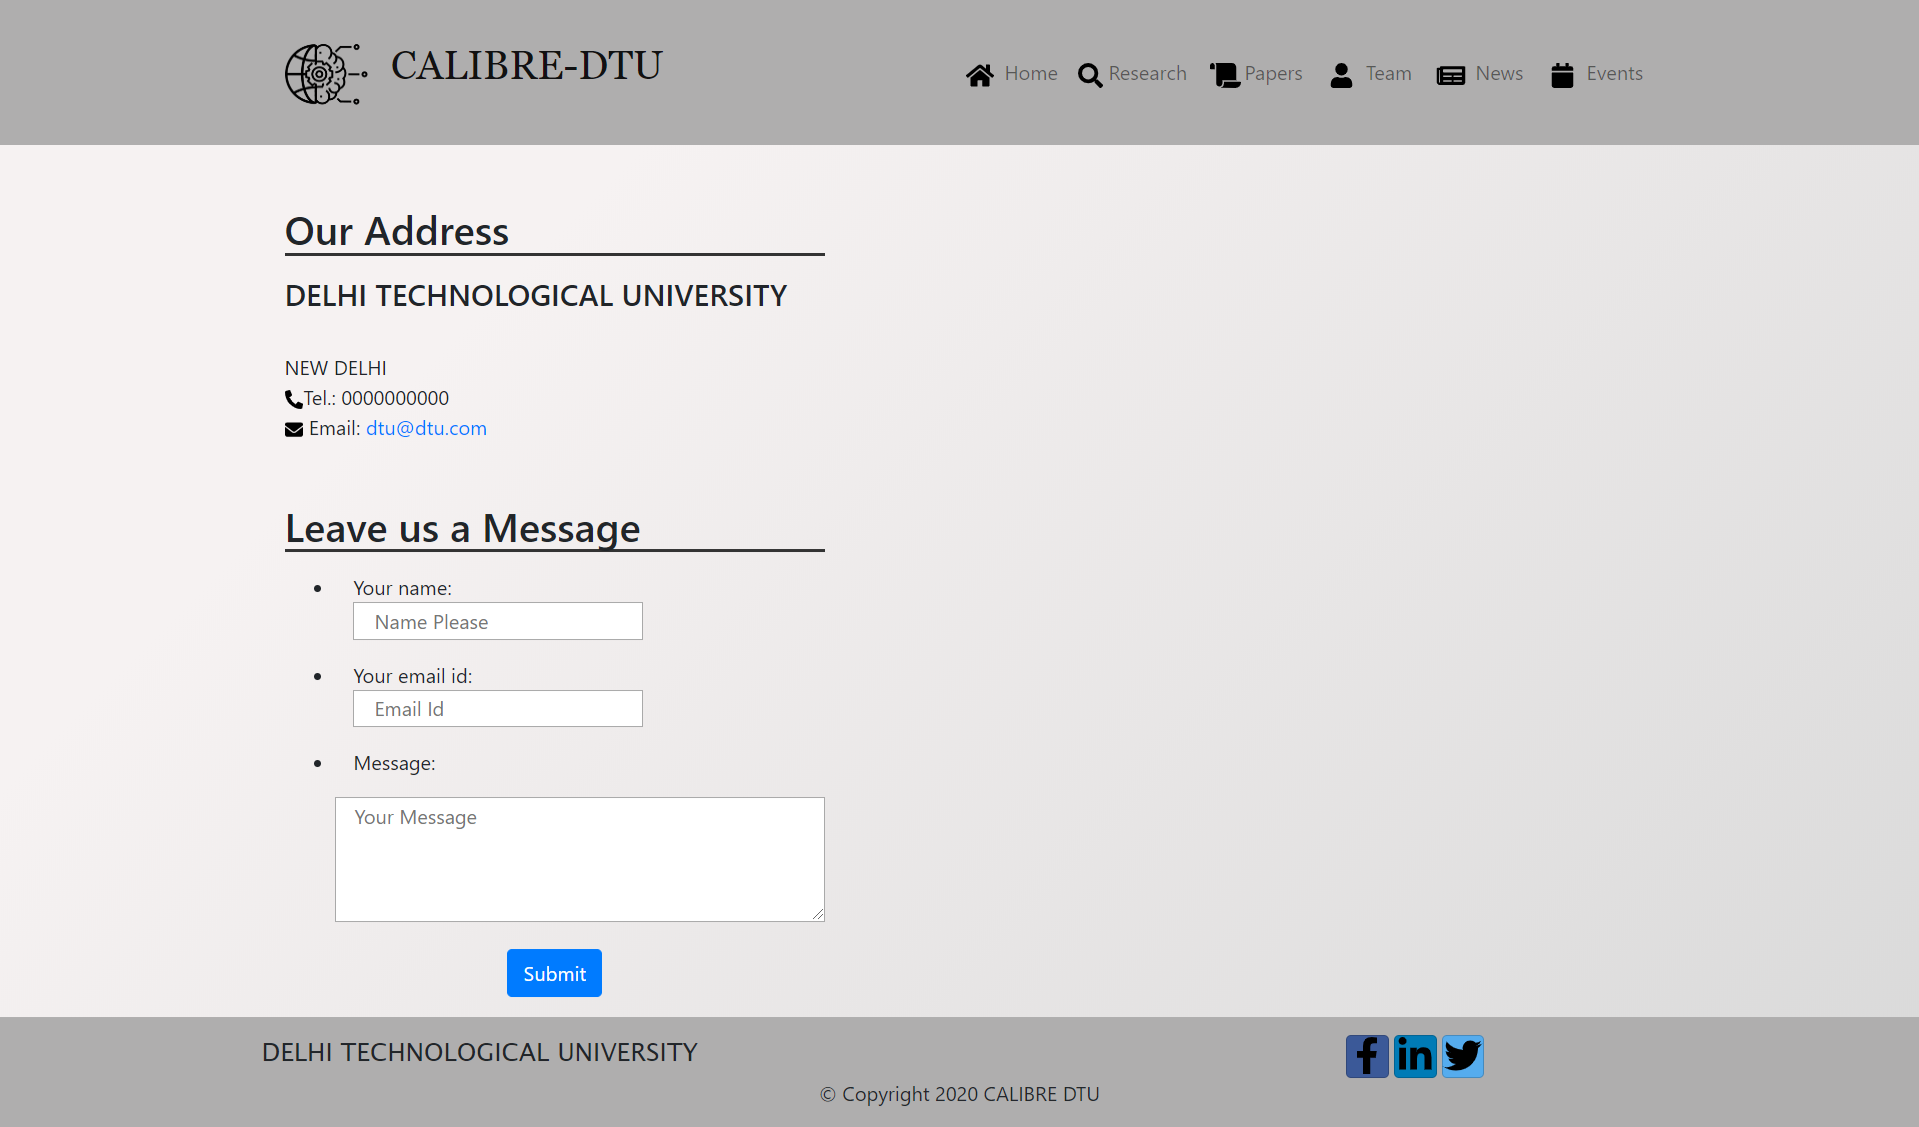 CALIBRE-DTU
Home Research Papers Team News Events
Our Address
DELHI TECHNOLOGICAL UNIVERSITY
NEW DELHI
Tel.: 0000000000
Email: dtu@dtu.com
Leave us a Message
• Your name:
Name Please
• Your email id:
Email Id
• Message:
Your Message
Submit
DELHI TECHNOLOGICAL UNIVERSITY
© Copyright 2020 CALIBRE DTU